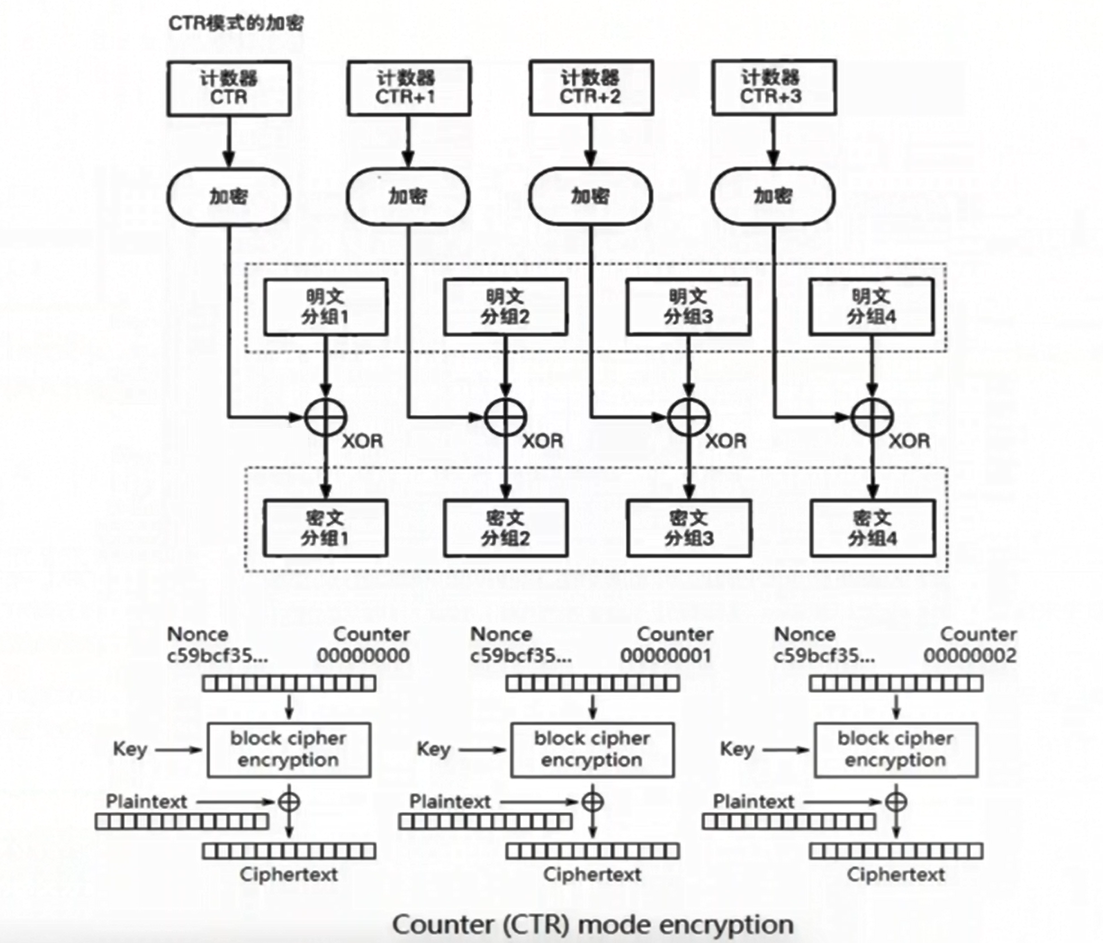 CTR模式的加密
计数器 计数器 计数器 计数器
CTR CTR+1 CTR+2 CTR+3
加密 加密 加密 加密
明文 明文 明文 明文
分组1 分组2 分组3 分组4
XOR XOR XOR XOR
密文 密文 密文 密文
分组1 分组2 分组3 分组4
Nonce Counter Nonce Counter Nonce Counter
c59bcf35... 00000000 c59bcf35... 00000001 c59bcf35... 00000002
block cipher block cipher block cipher
Key Key Key
encryption encryption encryption
Plaintext Plaintext Plaintext
Ciphertext Ciphertext Ciphertext
Counter (CTR) mode encryption